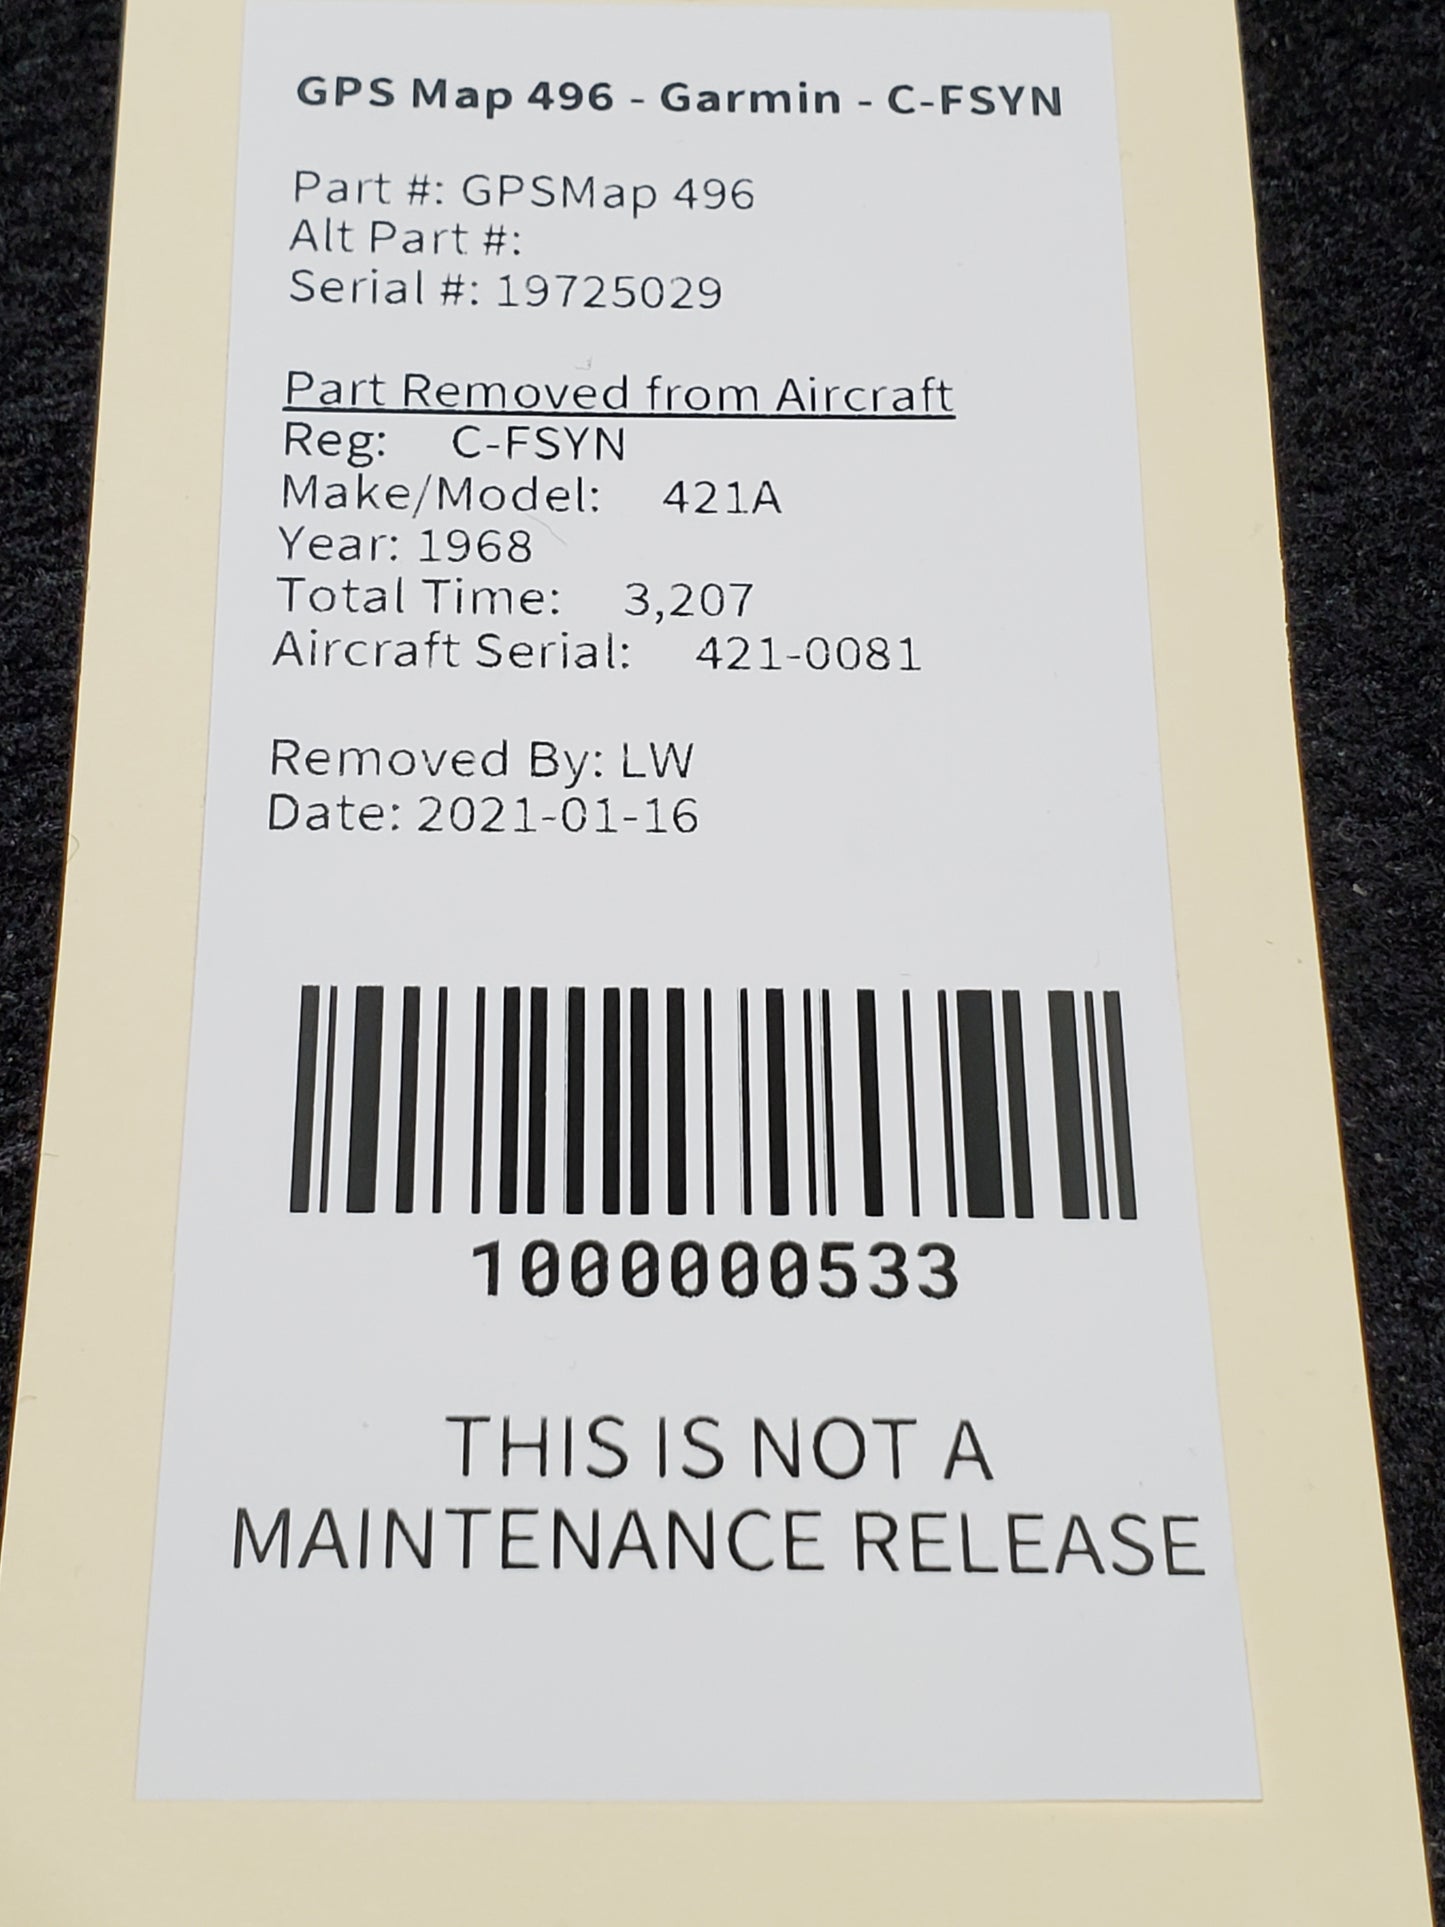 GPS Map 496 - Garmin - C-FSYN
Part #: GPSMap 496
Alt Part #:
Serial #: 19725029
Part Removed from Aircraft
Reg: C-FSYN
Make/Model: 421A
Year: 1968
Total Time: 3,207
Aircraft Serial: 421-0081
Removed By: LW
Date: 2021-01-16
1000000533
THIS IS NOT A
MAINTENANCE RELEASE